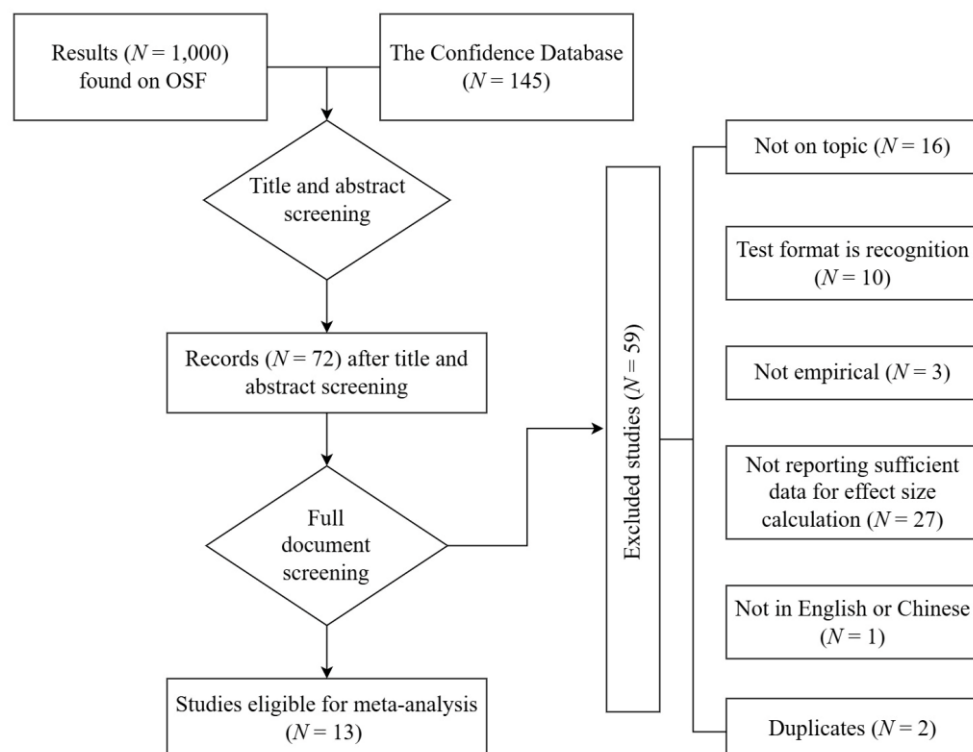 Results (N = 1,000)
found on OSF
The Confidence Database
(N = 145)
Title and abstract
screening
Records (N = 72) after title and
abstract screening
Full
document
screening
Studies eligible for meta-analysis
(N = 13)
Excluded studies (N = 59)
Not on topic (N = 16)
Test format is recognition
(N = 10)
Not empirical (N = 3)
Not reporting sufficient
data for effect size
calculation (N = 27)
Not in English or Chinese
(N = 1)
Duplicates (N = 2)